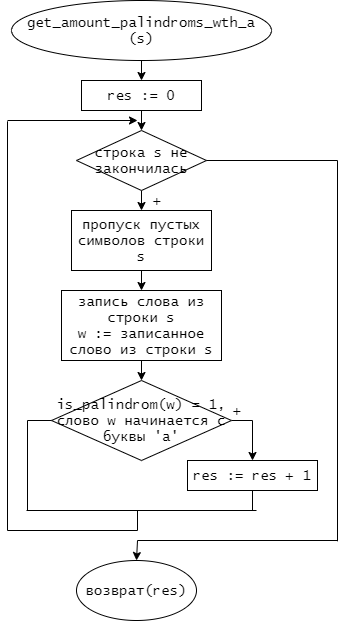 get_amount_palindroms_wth_a
(s)
res := 0
строка s не
закончилась
+
пропуск пустых
символов строки
s
запись слова из
строки s
w := записанное
слово из строки s
is_palindrom(w) = 1,
слово w начинается с
буквы 'a'
+
res := res + 1
возврат(res)